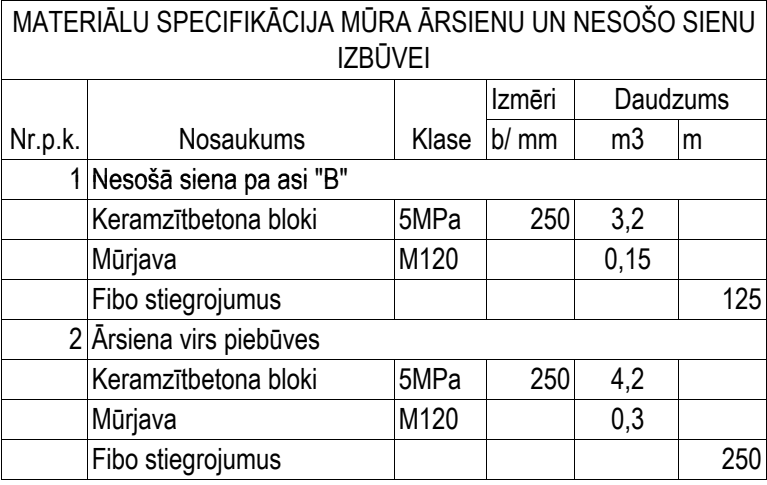 MATERIĀLU SPECIFIKĀCIJA MŪRA ĀRSIENU UN NESOŠO SIENU
IZBŪVEI
Izmēri Daudzums
Nr.p.k. Nosaukums Klase b/ mm m3 m
1 Nesošā siena pa asi "B"
Keramzītbetona bloki 5MPa 250 3,2
Mūrjava M120 0,15
Fibo stiegrojumus 125
2 Ārsiena virs piebūves
Keramzītbetona bloki 5MPa 250 4,2
Mūrjava M120 0,3
Fibo stiegrojumus 250